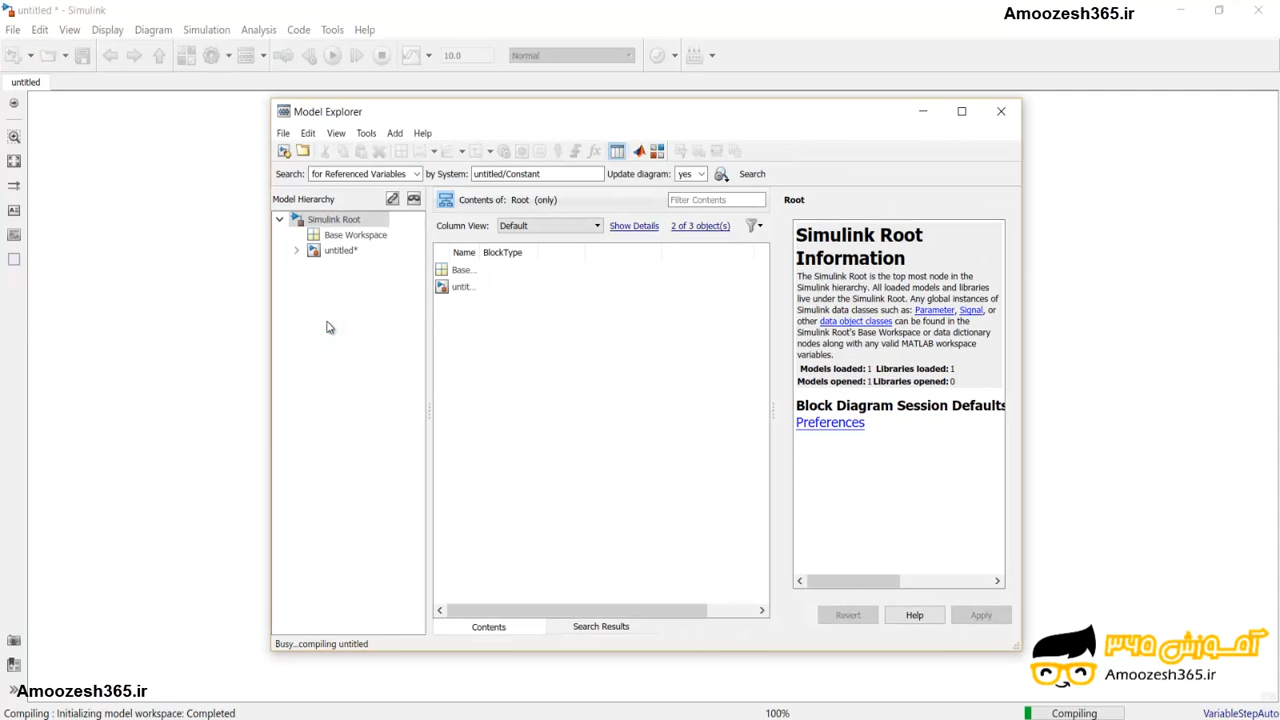 untitled * - Simulink
Amoozesh365.ir
File Edit View Display Diagram Simulation Analysis Code Tools Help
10.0 Normal
untitled
Model Explorer
File Edit View Tools Add Help
Search: for Referenced Variables by System: untitled/Constant Update diagram: yes Search
Model Hierarchy
Simulink Root
Base Workspace
untitled*
Contents of: Root (only) Filter Contents
Column View: Default Show Details 2 of 3 object(s)
Name BlockType
Base...
untit...
Root
Simulink Root
Information
The Simulink Root is the top most node in the
Simulink hierarchy. All loaded models and libraries
live under the Simulink Root. Any global instances
of Simulink data classes such as: Parameter, Signal, or
other data object classes can be found in the
Simulink Root's Base Workspace or data dictionary
nodes along with any valid MATLAB workspace
variables.
Models loaded: 1 Libraries loaded: 1
Models opened: 1 Libraries opened: 0
Block Diagram Session Defaults
Preferences
Revert Help Apply
Contents Search Results
Busy...compiling untitled
آموزش ۳۶۵
Amoozesh365.ir
Amoozesh365.ir
Compiling : Initializing model workspace: Completed 100% Compiling VariableStepAuto